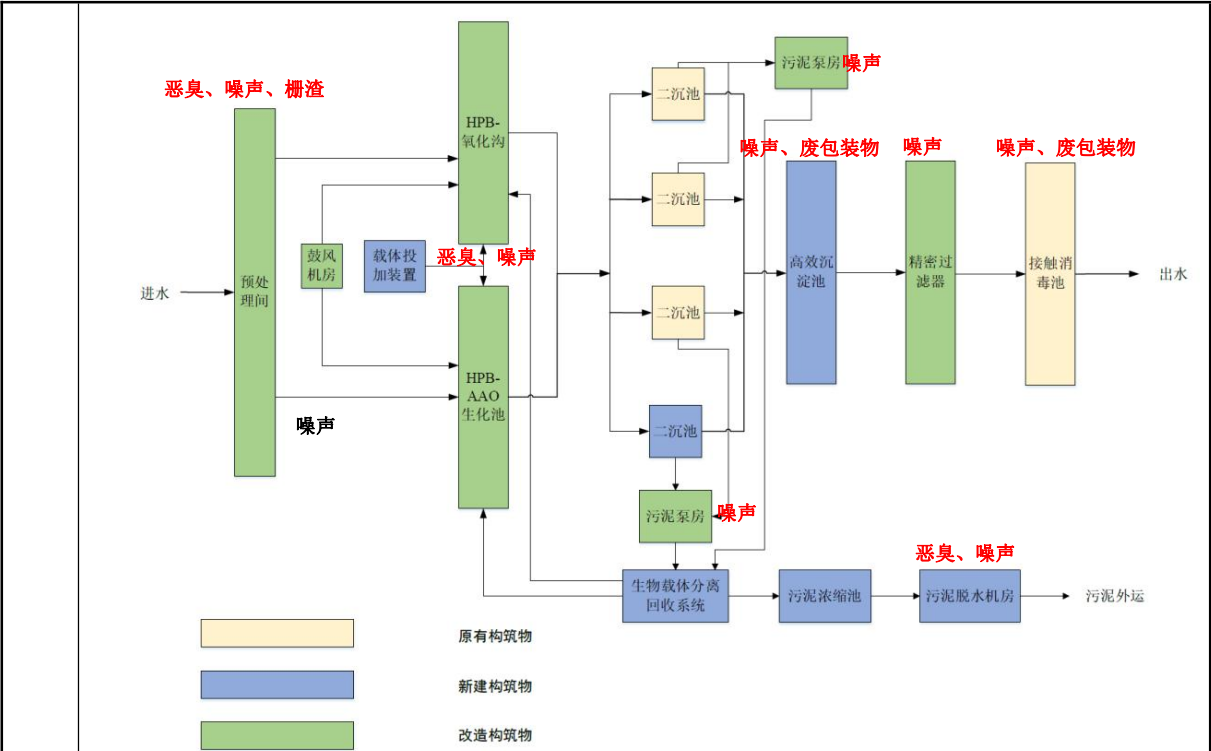 污泥泵房
噪声
恶臭、噪声、栅渣
二沉池
HPB-
氧化沟
噪声、废包装物
噪声
噪声、废包装物
二沉池
鼓风
机房
载体投
加装置
恶臭、噪声
高效沉
淀池
精密过
滤器
接触消
毒池
出水
进水
预处
理间
二沉池
HPB-
AAO
生化池
噪声
二沉池
污泥泵房
噪声
恶臭、噪声
生物载体分离
回收系统
污泥浓缩池
污泥脱水机房
污泥外运
原有构筑物
新建构筑物
改造构筑物